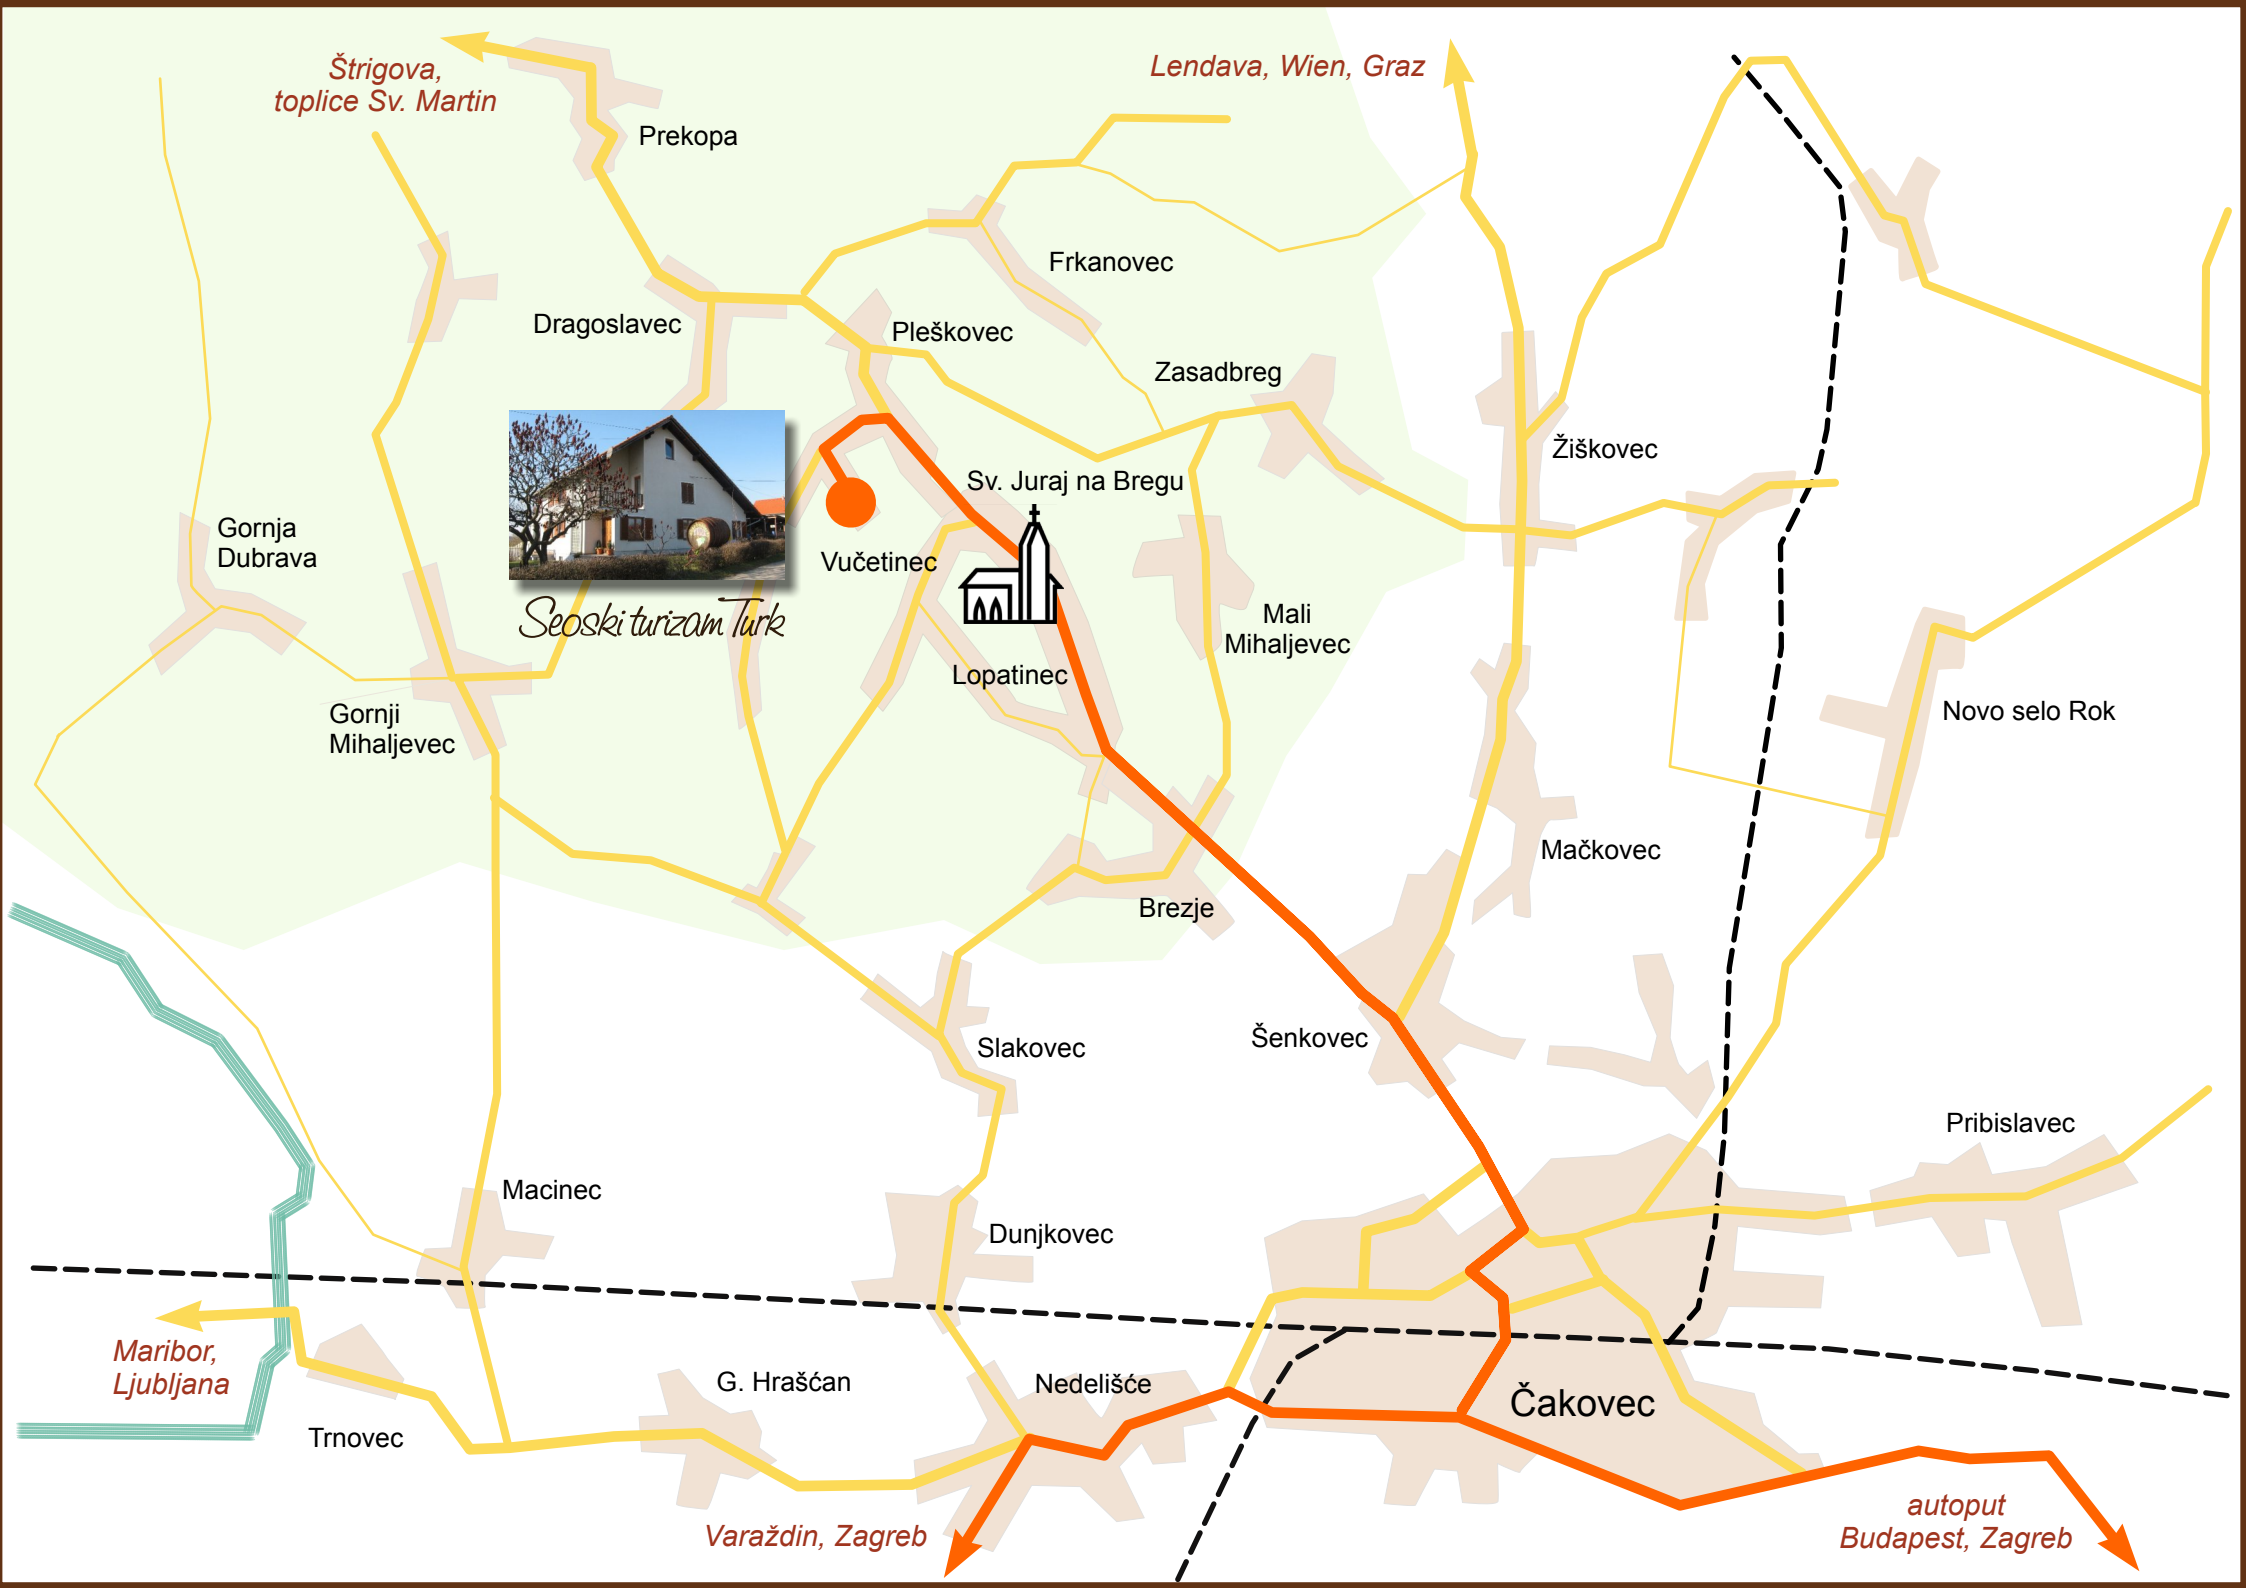 Štrigova,
toplice Sv. Martin
Lendava, Wien, Graz
Prekopa
Frkanovec
Dragoslavec
Pleškovec
Zasadbreg
Žiškovec
Sv. Juraj na Bregu
Gornja
Dubrava
Vučetinec
Seoski turizam Turk
Mali
Mihaljevec
Lopatinec
Gornji
Mihaljevec
Novo selo Rok
Mačkovec
Brezje
Šenkovec
Slakovec
Pribislavec
Macinec
Dunjkovec
Maribor,
Ljubljana
G. Hrašćan
Nedelišće
Čakovec
Trnovec
Varaždin, Zagreb
autoput
Budapest, Zagreb